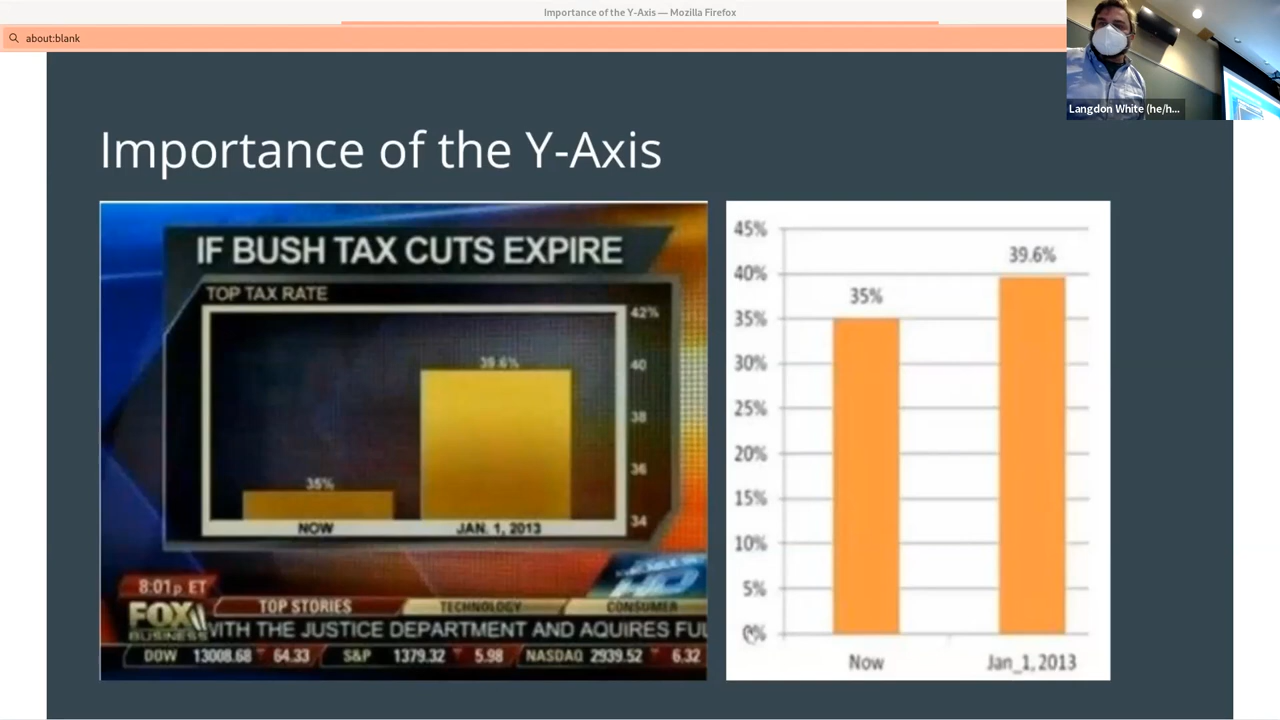 Importance of the Y-Axis — Mozilla Firefox
about:blank
Langdon White (he/h...
Importance of the Y-Axis
IF BUSH TAX CUTS EXPIRE
TOP TAX RATE
42%
40
38
36
34
39.6%
35%
NOW JAN. 1, 2013
8:01p ET
HD
TOP STORIES TECHNOLOGY CONSUMER
FOX
BUSINESS
WITH THE JUSTICE DEPARTMENT AND AQUIRES FUL
DOW 13008.68 64.33 S&P 1379.32 5.98 NASDAQ 2939.52 6.32
45%
40%
35%
30%
25%
20%
15%
10%
5%
0%
35%
39.6%
Now Jan_1, 2013